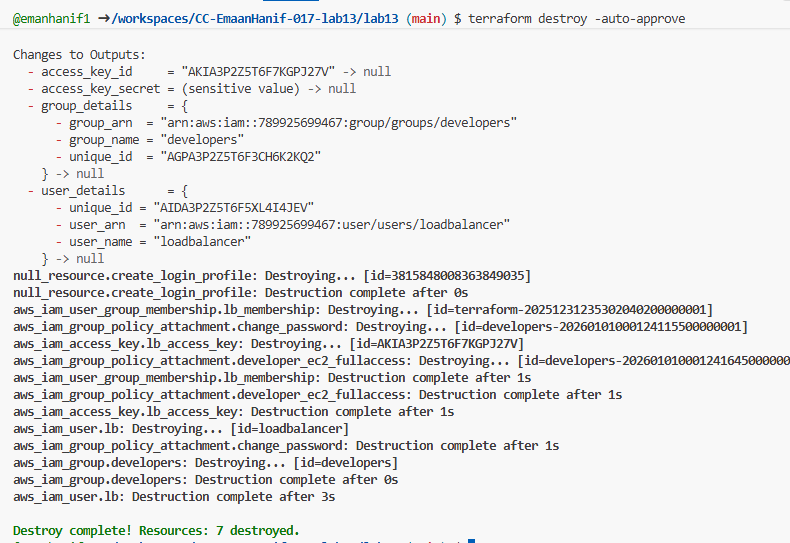 @emanhanif1 ➜/workspaces/CC-EmaanHanif-017-lab13/lab13 (main) $ terraform destroy -auto-approve
Changes to Outputs:
- access_key_id     = "AKIA3P2Z5T6F7KGPJ27V" -> null
- access_key_secret = (sensitive value) -> null
- group_details     = {
- group_arn  = "arn:aws:iam::789925699467:group/groups/developers"
- group_name = "developers"
- unique_id  = "AGPA3P2Z5T6F3CH6K2KQ2"
} -> null
- user_details      = {
- unique_id = "AIDA3P2Z5T6F5XL4I4JEV"
- user_arn  = "arn:aws:iam::789925699467:user/users/loadbalancer"
- user_name = "loadbalancer"
} -> null
null_resource.create_login_profile: Destroying... [id=3815848008363849035]
null_resource.create_login_profile: Destruction complete after 0s
aws_iam_user_group_membership.lb_membership: Destroying... [id=terraform-20251231235302040200000001]
aws_iam_group_policy_attachment.change_password: Destroying... [id=developers-20260101000124115500000001]
aws_iam_access_key.lb_access_key: Destroying... [id=AKIA3P2Z5T6F7KGPJ27V]
aws_iam_group_policy_attachment.developer_ec2_fullaccess: Destroying... [id=developers-202601010001241645000000
aws_iam_user_group_membership.lb_membership: Destruction complete after 1s
aws_iam_group_policy_attachment.developer_ec2_fullaccess: Destruction complete after 1s
aws_iam_access_key.lb_access_key: Destruction complete after 1s
aws_iam_user.lb: Destroying... [id=loadbalancer]
aws_iam_group_policy_attachment.change_password: Destruction complete after 1s
aws_iam_group.developers: Destroying... [id=developers]
aws_iam_group.developers: Destruction complete after 0s
aws_iam_user.lb: Destruction complete after 3s
Destroy complete! Resources: 7 destroyed.